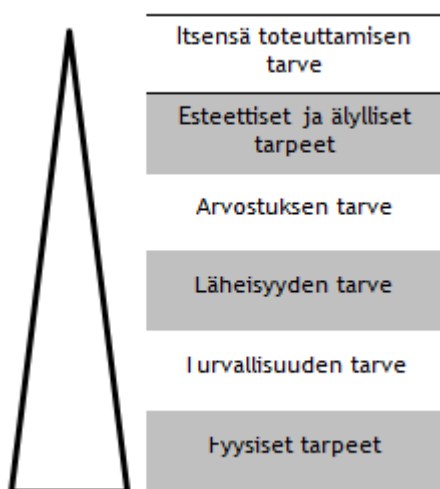 Itsensä toteuttamisen
tarve
Esteettiset ja älylliset
tarpeet
Arvostuksen tarve
Läheisyyden tarve
Turvallisuuden tarve
Fyysiset tarpeet